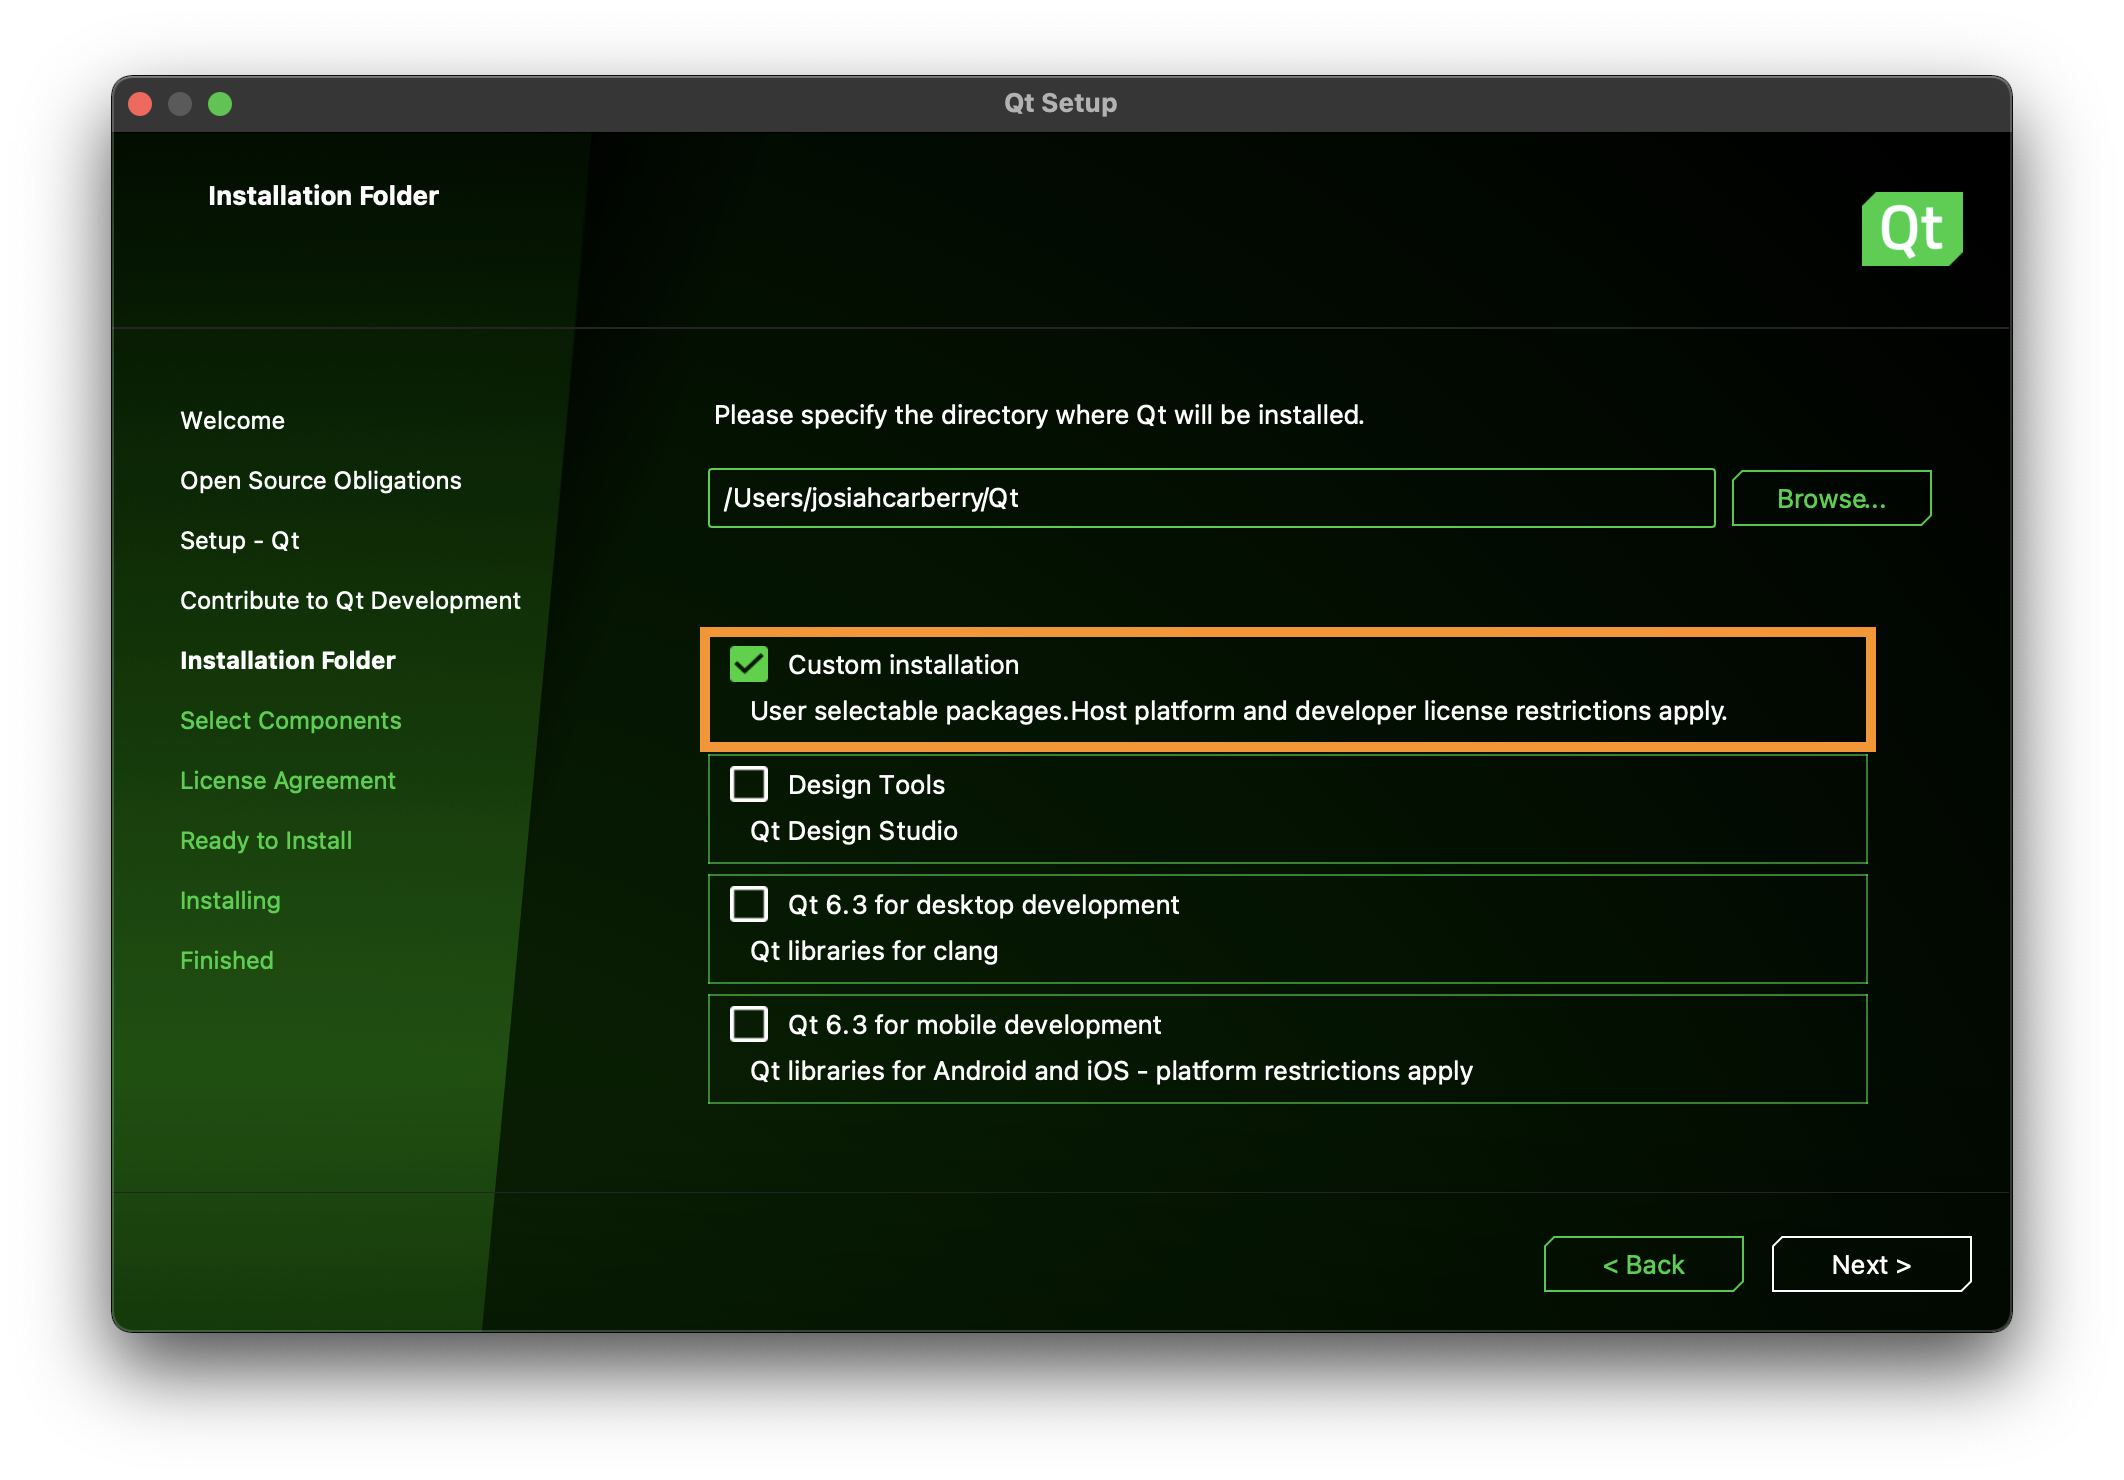 Qt Setup
Installation Folder
Qt
Welcome
Open Source Obligations
Setup - Qt
Contribute to Qt Development
Installation Folder
Select Components
License Agreement
Ready to Install
Installing
Finished
Please specify the directory where Qt will be installed.
/Users/josiahcarberry/Qt
Browse...
Custom installation
User selectable packages.Host platform and developer license restrictions apply.
Design Tools
Qt Design Studio
Qt 6.3 for desktop development
Qt libraries for clang
Qt 6.3 for mobile development
Qt libraries for Android and iOS - platform restrictions apply
< Back
Next >